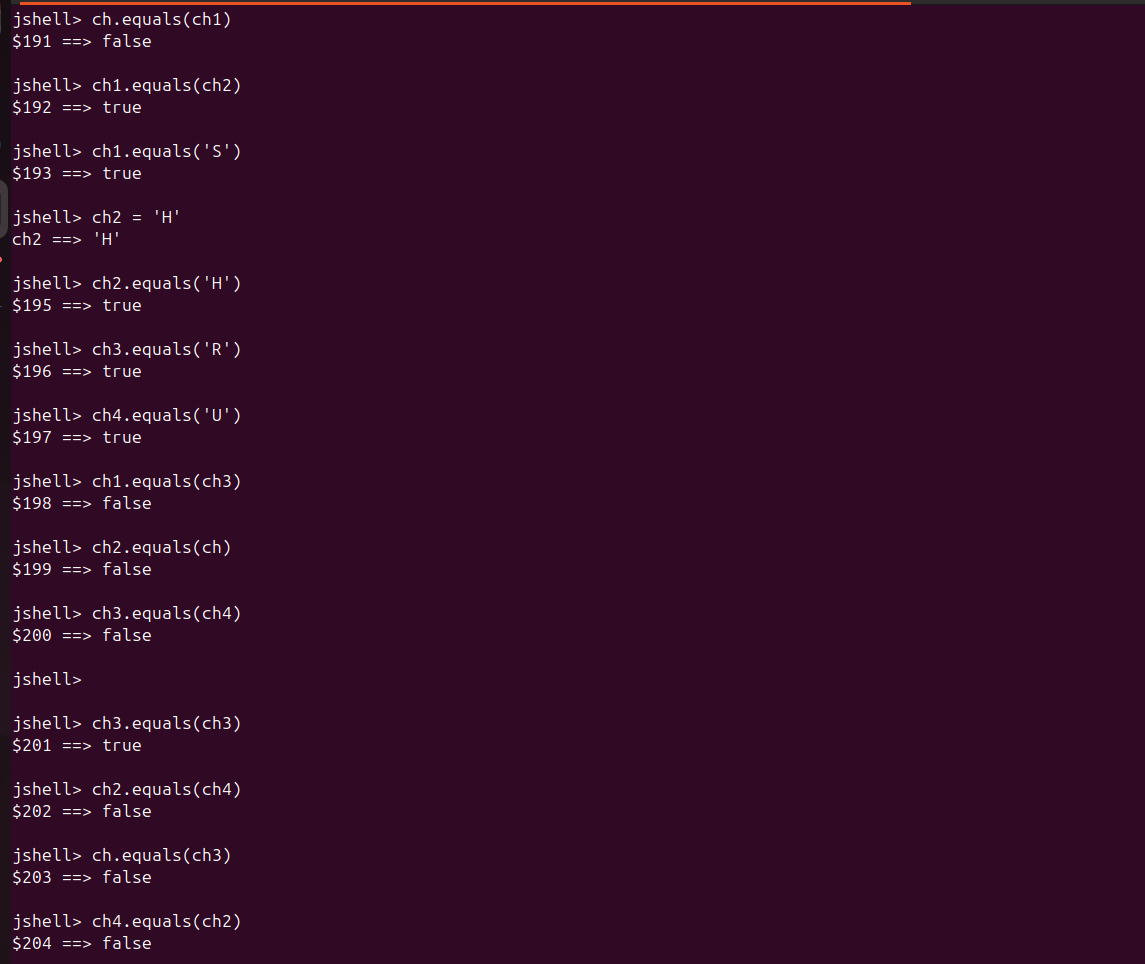 jshell> ch.equals(ch1)
$191 ==> false
jshell> ch1.equals(ch2)
$192 ==> true
jshell> ch1.equals('S')
$193 ==> true
jshell> ch2 = 'H'
ch2 ==> 'H'
jshell> ch2.equals('H')
$195 ==> true
jshell> ch3.equals('R')
$196 ==> true
jshell> ch4.equals('U')
$197 ==> true
jshell> ch1.equals(ch3)
$198 ==> false
jshell> ch2.equals(ch)
$199 ==> false
jshell> ch3.equals(ch4)
$200 ==> false
jshell>
jshell> ch3.equals(ch3)
$201 ==> true
jshell> ch2.equals(ch4)
$202 ==> false
jshell> ch.equals(ch3)
$203 ==> false
jshell> ch4.equals(ch2)
$204 ==> false